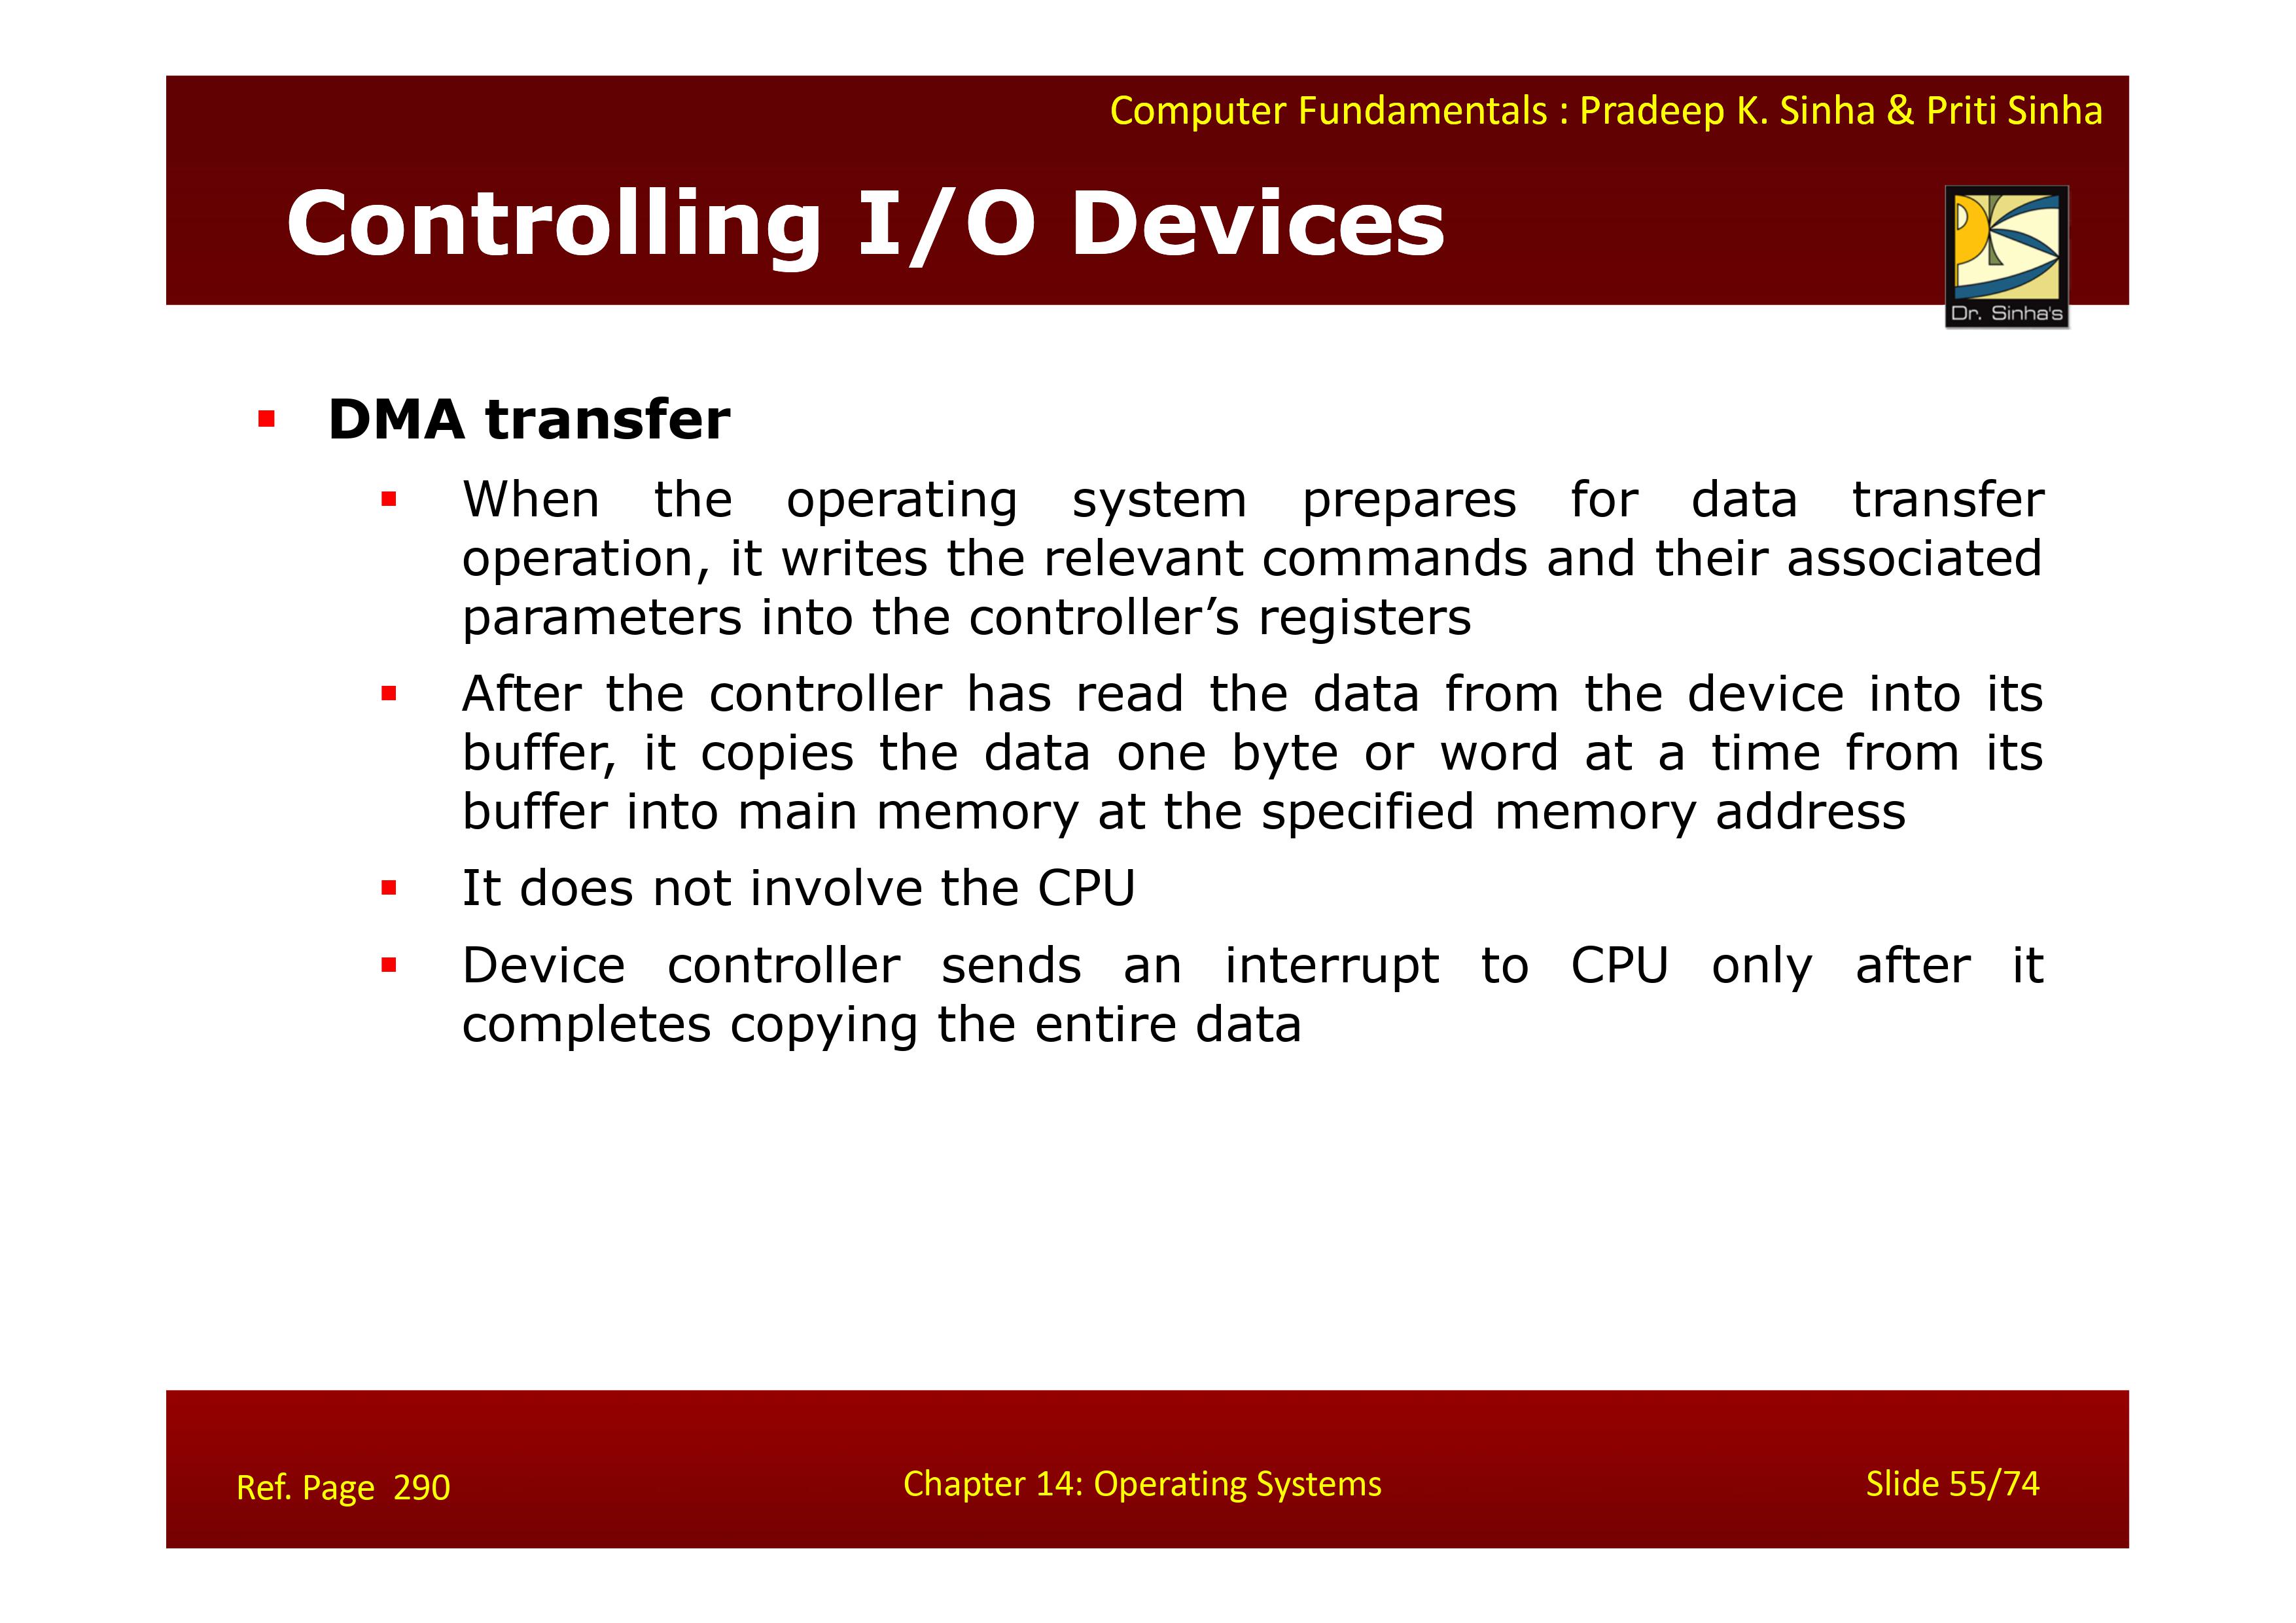 Computer Fundamentals : Pradeep K. Sinha & Priti Sinha
Controlling I/O Devices
Dr. Sinha's
DMA transfer
When the operating system prepares for data transfer
operation, it writes the relevant commands and their associated
parameters into the controller’s registers
After the controller has read the data from the device into its
buffer, it copies the data one byte or word at a time from its
buffer into main memory at the specified memory address
It does not involve the CPU
Device controller sends an interrupt to CPU only after it
completes copying the entire data
Ref. Page 290
Chapter 14: Operating Systems
Slide 55/74